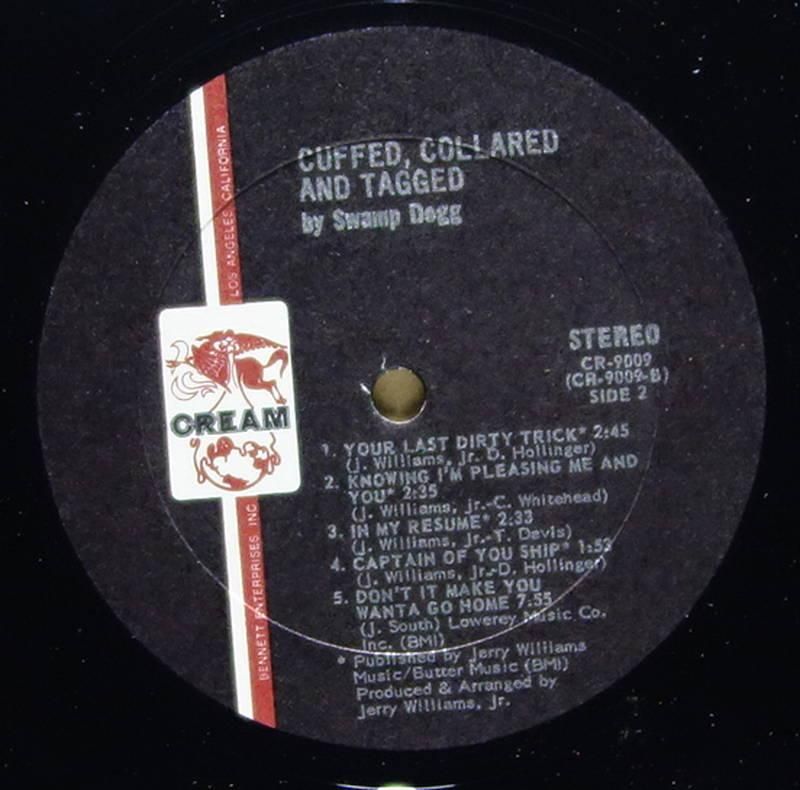 CUFFED, COLLARED
AND TAGGED
by Swamp Dogg
LOS ANGELES, CALIFORNIA
STEREO
CR-9009
(CR-9009-B)
SIDE 2
CREAM
BENNETT ENTERPRISES INC
1. YOUR LAST DIRTY TRICK* 2:45
(J. Williams, Jr. D. Hollinger)
2. KNOWING I'M PLEASING ME AND
YOU* 2:35
(J. Williams, Jr.-C. Whitehead)
3. IN MY RESUME* 2:33
(J. Williams, Jr.-T. Davis)
4. CAPTAIN OF YOU SHIP* 1:53
(J. Williams, Jr.-D. Hollinger)
5. DON'T IT MAKE YOU
WANTA GO HOME 7:55
(J. South) Lowerey Music Co.
Inc. (BMI)
* Published by Jerry Williams
Music/Butter Music (BMI)
Produced & Arranged by
Jerry Williams, Jr.